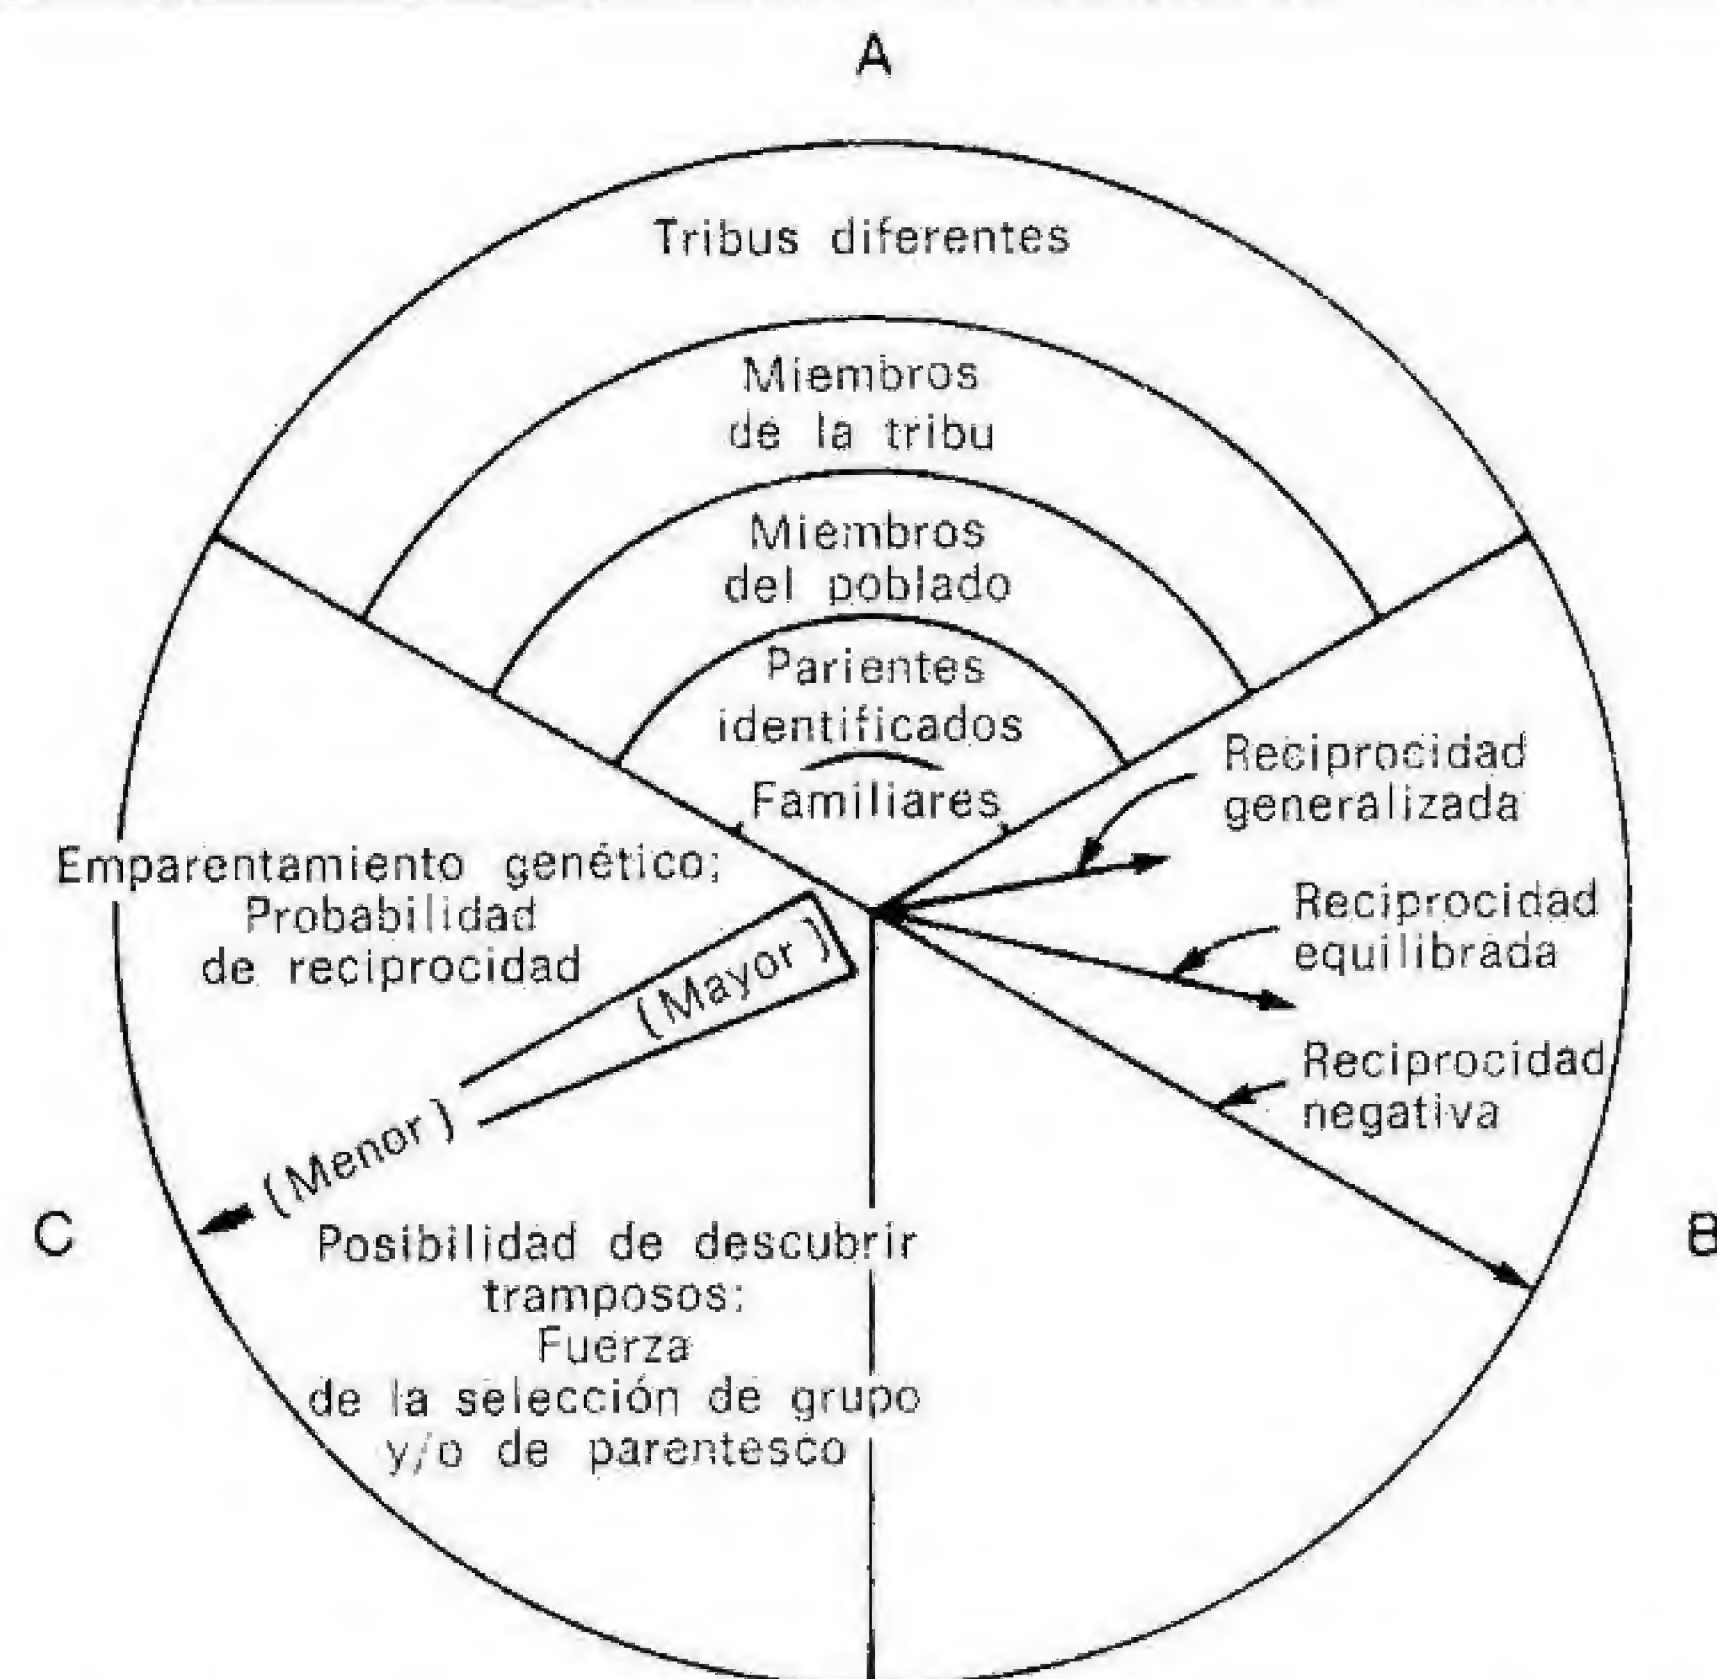 A
Tribus diferentes
Miembros
de la tribu
Miembros
del poblado
Parientes
identificados
Familiares
Reciprocidad
generalizada
Reciprocidad
equilibrada
Reciprocidad
negativa
B
Emparentamiento genético;
Probabilidad
de reciprocidad
(Mayor)
(Menor)
C
Posibilidad de descubrir
tramposos:
Fuerza
de la selección de grupo
y/o de parentesco